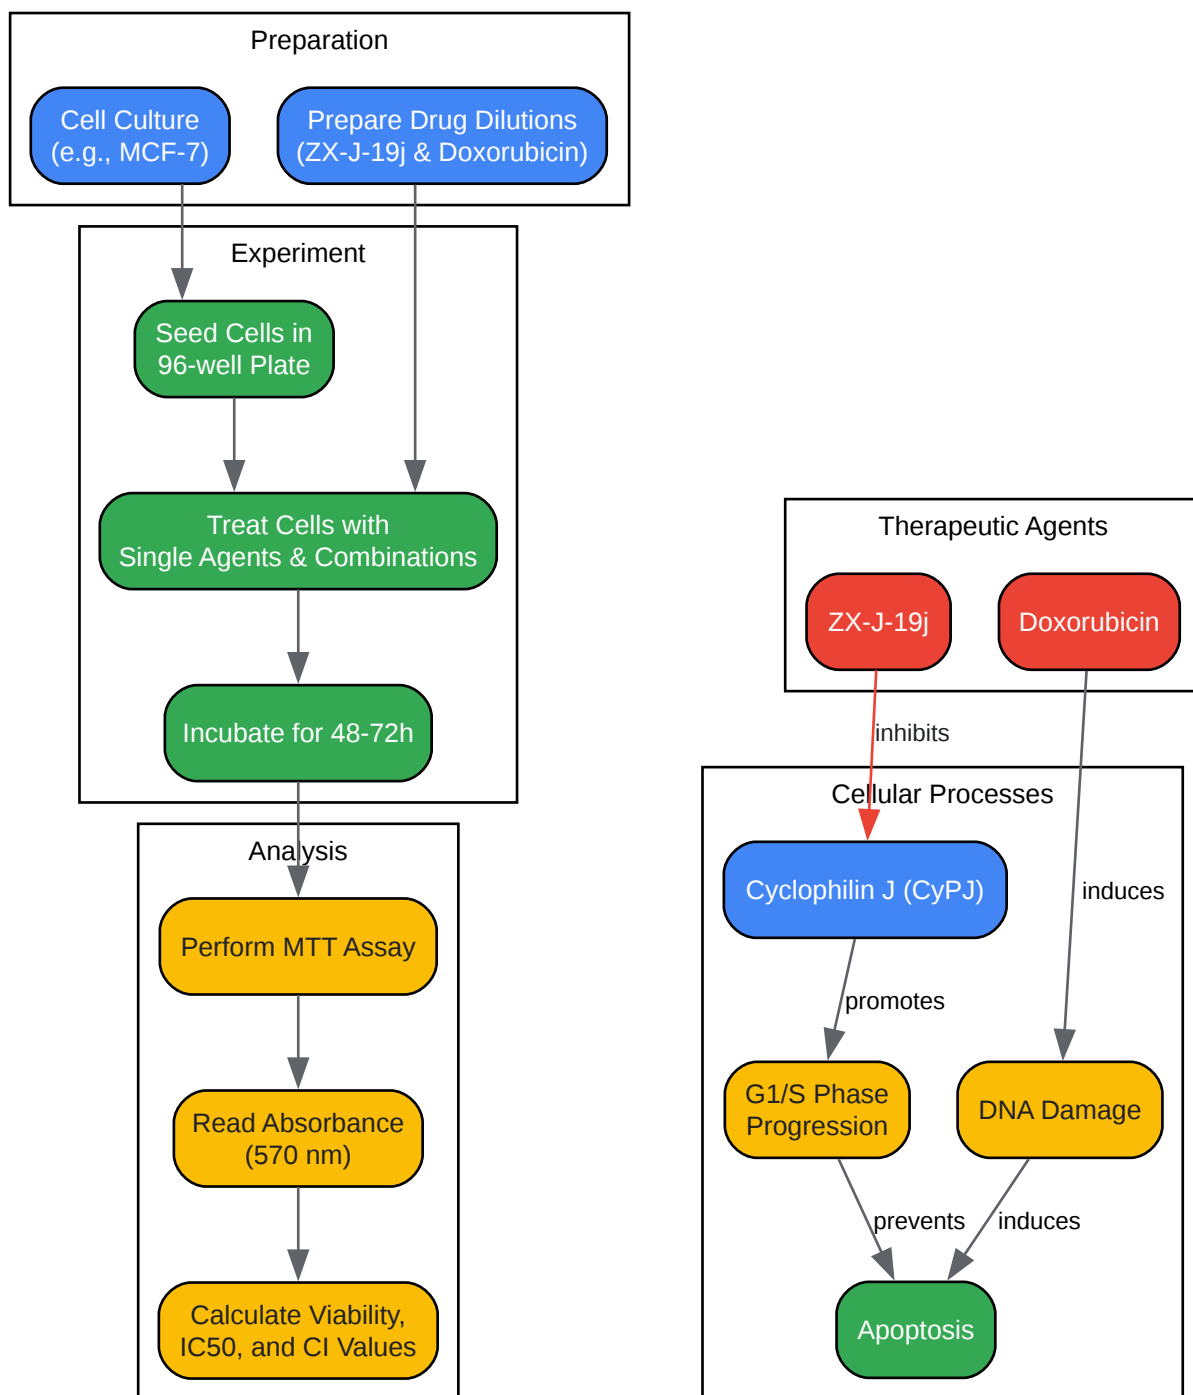 Preparation
Cell Culture
(e.g., MCF-7)
Prepare Drug Dilutions
(ZX-J-19j & Doxorubicin)
Experiment
Seed Cells in
96-well Plate
Treat Cells with
Single Agents & Combinations
Incubate for 48-72h
Analysis
Perform MTT Assay
Read Absorbance
(570 nm)
Calculate Viability,
IC50, and CI Values
Therapeutic Agents
ZX-J-19j
Doxorubicin
inhibits
Cellular Processes
Cyclophilin J (CyPJ)
induces
promotes
G1/S Phase
Progression
DNA Damage
prevents
induces
Apoptosis